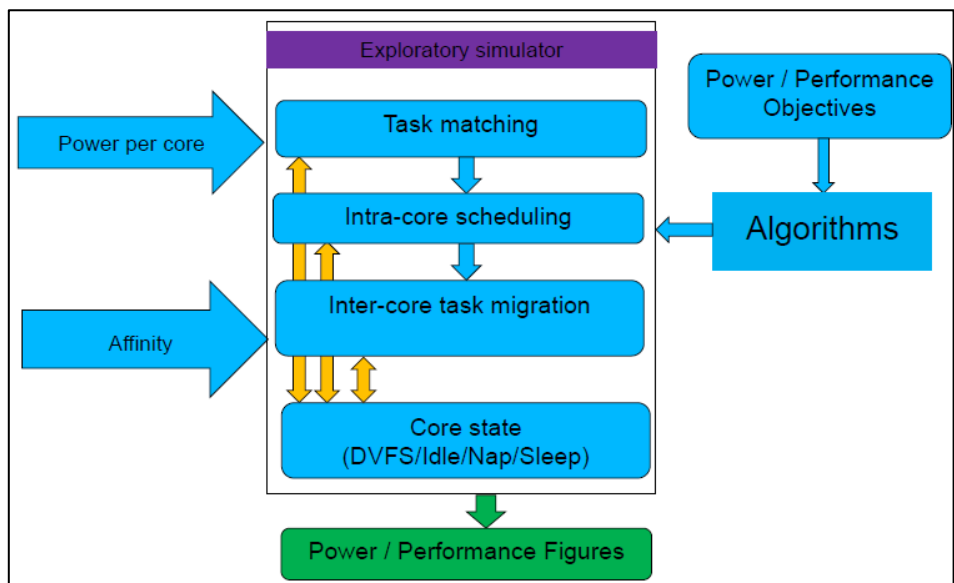 Exploratory simulator
Power / Performance
Objectives
Task matching
Power per core
Intra-core scheduling
Algorithms
Inter-core task migration
Affinity
Core state
(DVFS/Idle/Nap/Sleep)
Power / Performance Figures